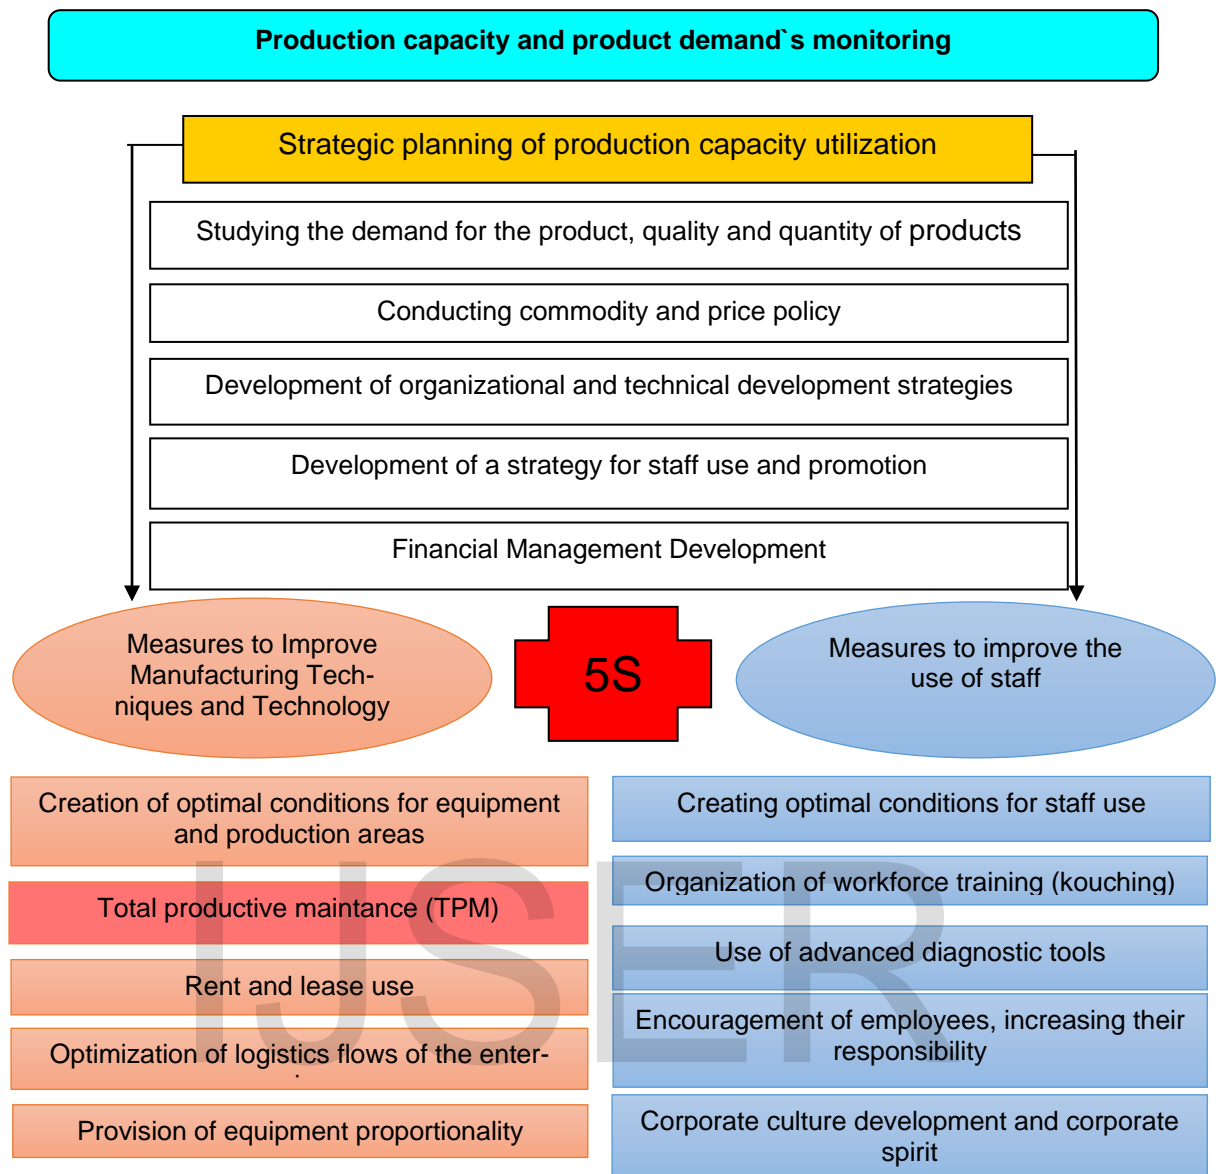 Production capacity and product demand`s monitoring
Strategic planning of production capacity utilization
Studying the demand for the product, quality and quantity of products
Conducting commodity and price policy
Development of organizational and technical development strategies
Development of a strategy for staff use and promotion
Financial Management Development
Measures to Improve
Manufacturing Tech-
niques and Technology
5S
Measures to improve the
use of staff
Creation of optimal conditions for equipment
and production areas
Total productive maintance (TPM)
Rent and lease use
Optimization of logistics flows of the enter-
Provision of equipment proportionality
Creating optimal conditions for staff use
Organization of workforce training (kouching)
Use of advanced diagnostic tools
Encouragement of employees, increasing their
responsibility
Corporate culture development and corporate
spirit
IJSER